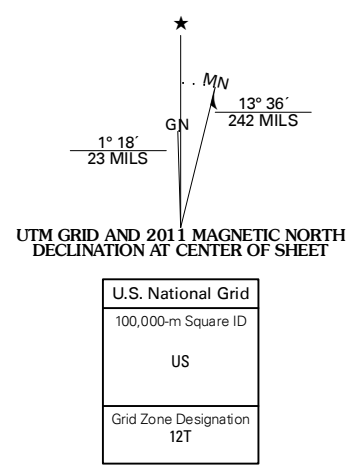 MN
13° 36´
242 MILS
GN
1° 18´
23 MILS
UTM GRID AND 2011 MAGNETIC NORTH
DECLINATION AT CENTER OF SHEET
U.S. National Grid
100,000-m Square ID
US
Grid Zone Designation
12T